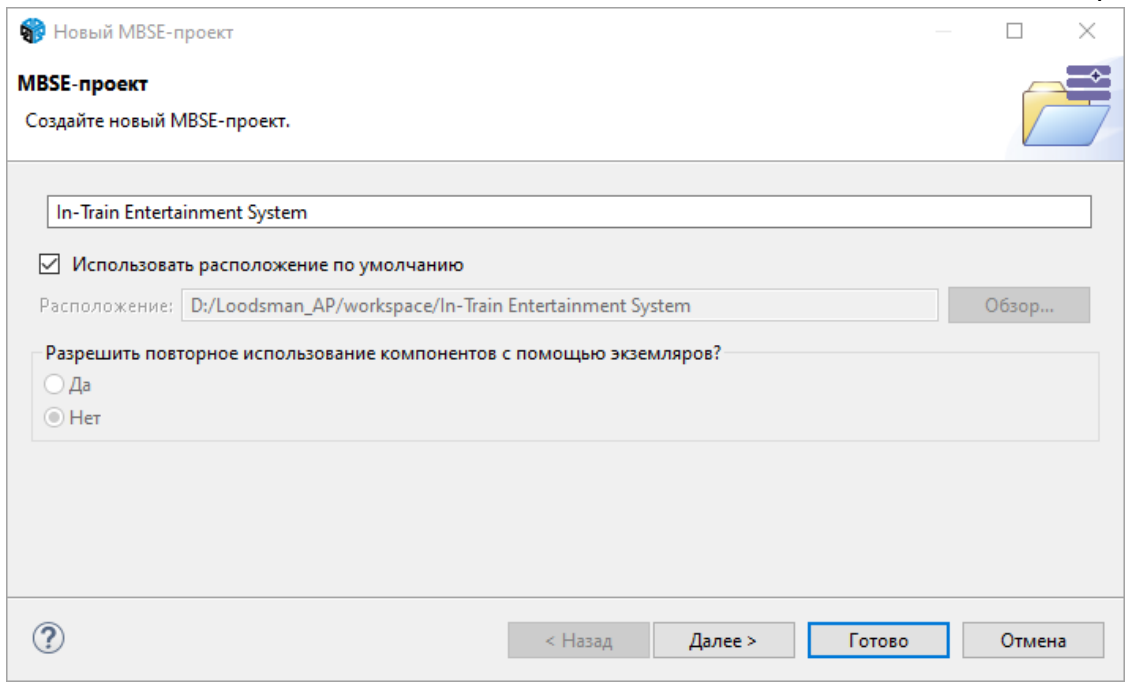 Новый MBSE-проект
MBSE-проект
Создайте новый MBSE-проект.
In-Train Entertainment System
Использовать расположение по умолчанию
Расположение: D:/Loodsman_AP/workspace/In-Train Entertainment System Обзор...
Разрешить повторное использование компонентов с помощью экземляров?
Да
Нет
? < Назад Далее > Готово Отмена